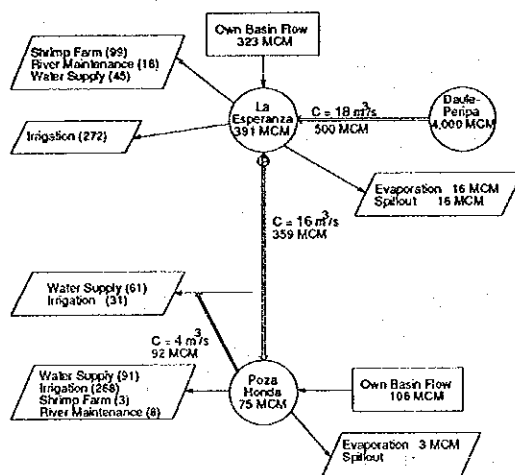 Own Basin Flow
323 MCM
Shrimp Farm (99)
River Maintenance (16)
Water Supply (45)
La
Esperanza
391 MCM
C = 18 m³/s
500 MCM
Daule-
Peripa
4,000 MCM
Irrigation (272)
Evaporation 16 MCM
Spillout 16 MCM
C = 16 m³/s
359 MCM
Water Supply (61)
Irrigation (31)
C = 4 m³/s
92 MCM
Water Supply (91)
Irrigation (268)
Shrimp Farm (3)
River Maintenance (8)
Poza
Honda
75 MCM
Own Basin Flow
106 MCM
Evaporation 3 MCM
Spillout